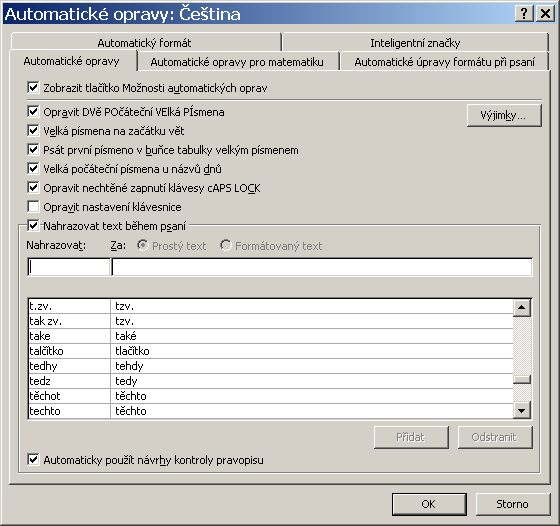 Automatické opravy: Čeština
Automatický formát Inteligentní značky
Automatické opravy Automatické opravy pro matematiku Automatické úpravy formátu při psaní
Zobrazit tlačítko Možnosti automatických oprav
Opravit DVě POčáteční VElká PÍsmena Výjimky...
Velká písmena na začátku vět
Psát první písmeno v buňce tabulky velkým písmenem
Velká počáteční písmena u názvů dnů
Opravit nechtěné zapnutí klávesy cAPS LOCK
Opravit nastavení klávesnice
Nahrazovat text během psaní
Nahrazovat: Za: Prostý text Formátovaný text
t.zv. tzv.
tak zv. tzv.
take také
talčítko tlačítko
tedhy tehdy
tedz tedy
těchot těchto
techto těchto
Přidat Odstranit
Automaticky použít návrhy kontroly pravopisu
OK Storno